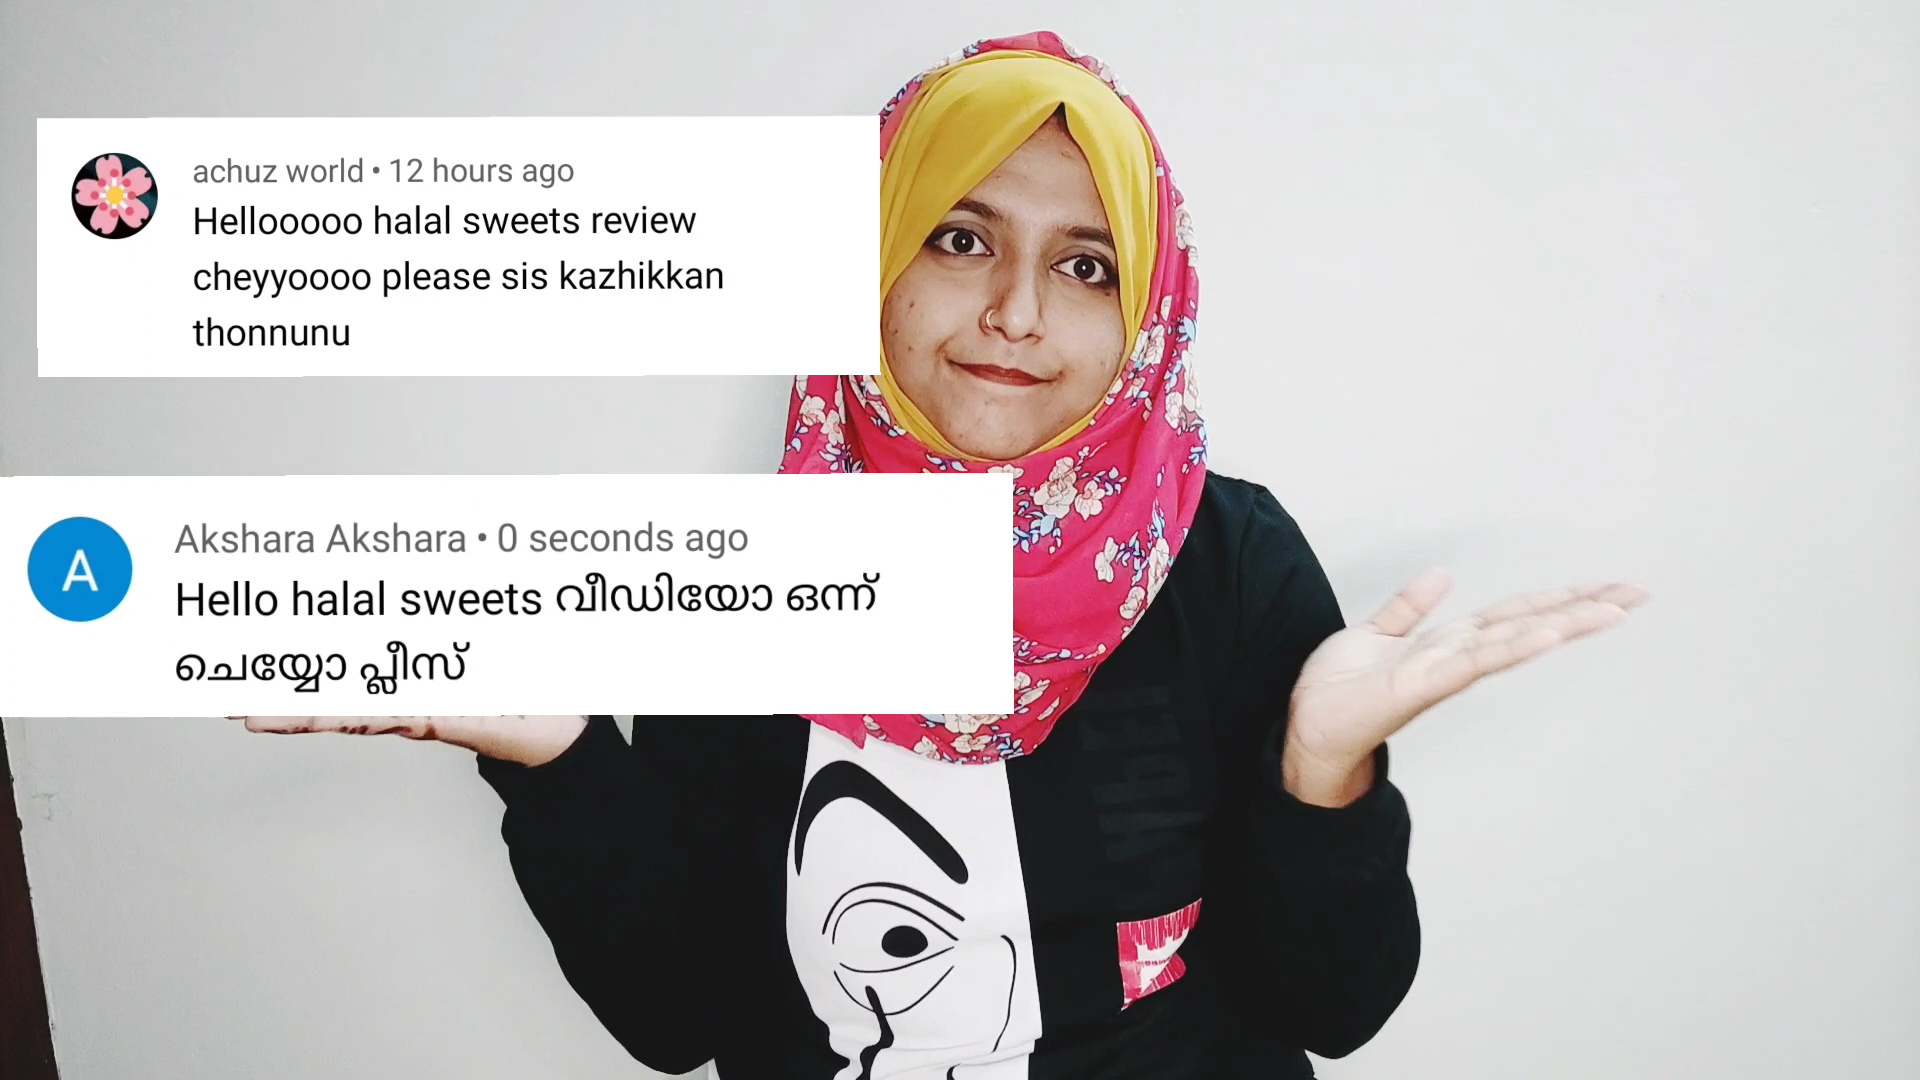 achuz world • 12 hours ago
Hellooooo halal sweets review
cheyyoooo please sis kazhikkan
thonnunu
A
Akshara Akshara • 0 seconds ago
Hello halal sweets വീഡിയോ ഒന്ന്
ചെയ്യോ പ്ലീസ്